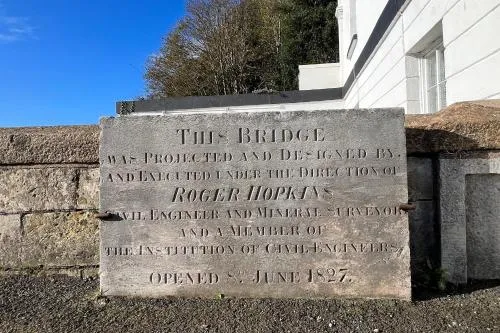 THIS BRIDGE
WAS PROJECTED AND DESIGNED BY,
AND EXECUTED UNDER THE DIRECTION OF
ROGER HOPKINS
CIVIL ENGINEER AND MINERAL SURVEYOR
AND A MEMBER OF
THE INSTITUTION OF CIVIL ENGINEERS.
OPENED 8. JUNE 1827.